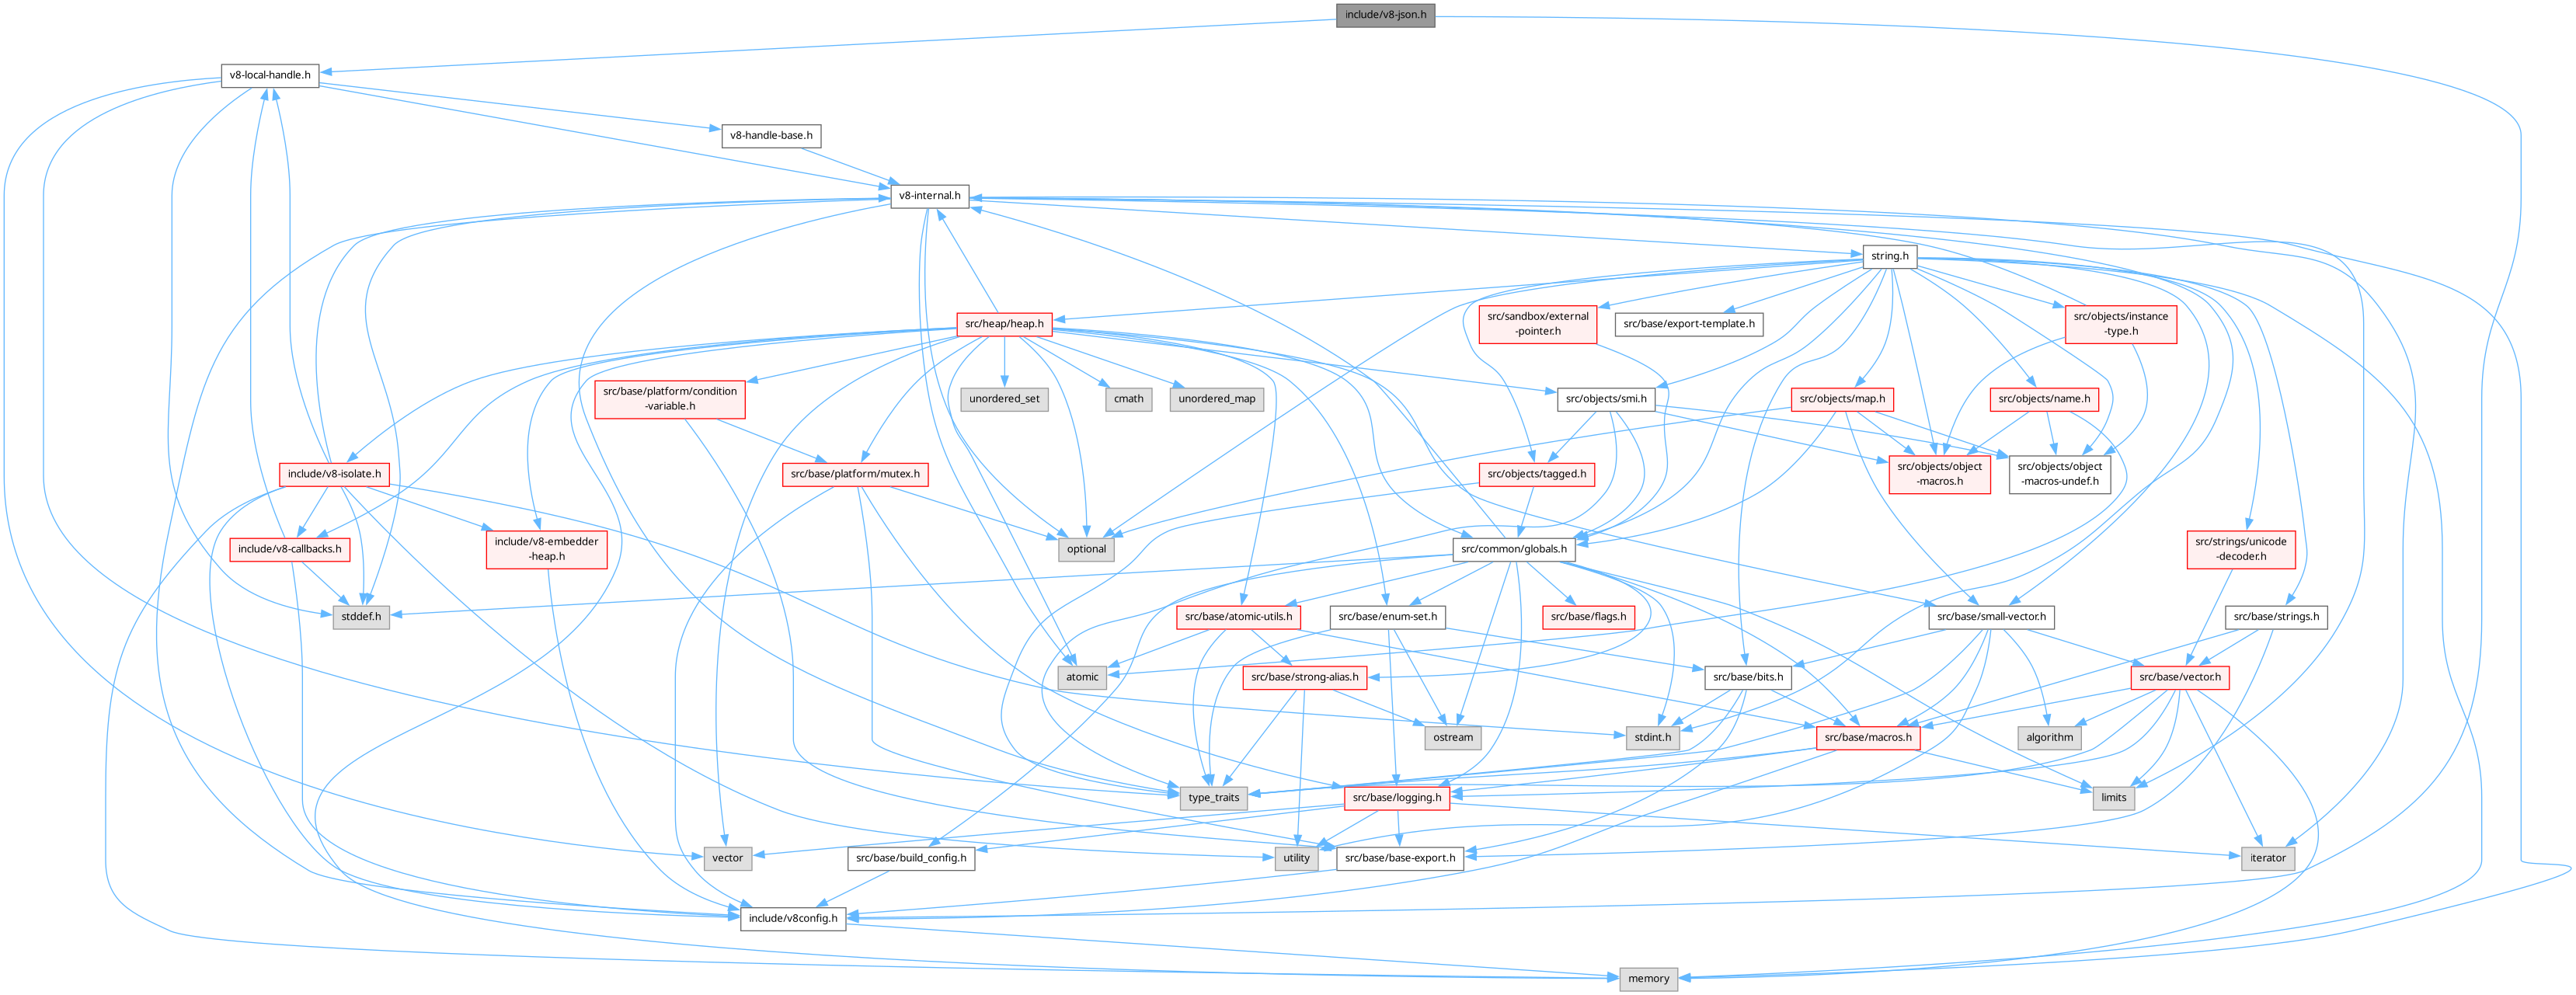 include/v8-json.h
v8-local-handle.h
v8-handle-base.h
v8-internal.h
string.h
src/heap/heap.h
src/sandbox/external
-pointer.h
src/base/export-template.h
src/objects/instance
-type.h
src/base/platform/condition
-variable.h
unordered_set
cmath
unordered_map
src/objects/smi.h
src/objects/map.h
src/objects/name.h
include/v8-isolate.h
src/base/platform/mutex.h
src/objects/tagged.h
src/objects/object
-macros.h
src/objects/object
-macros-undef.h
include/v8-callbacks.h
include/v8-embedder
-heap.h
optional
src/common/globals.h
src/strings/unicode
-decoder.h
stddef.h
src/base/atomic-utils.h
src/base/enum-set.h
src/base/flags.h
src/base/small-vector.h
src/base/strings.h
atomic
src/base/strong-alias.h
src/base/bits.h
src/base/vector.h
ostream
stdint.h
src/base/macros.h
algorithm
type_traits
src/base/logging.h
limits
vector
src/base/build_config.h
utility
src/base/base-export.h
iterator
include/v8config.h
memory